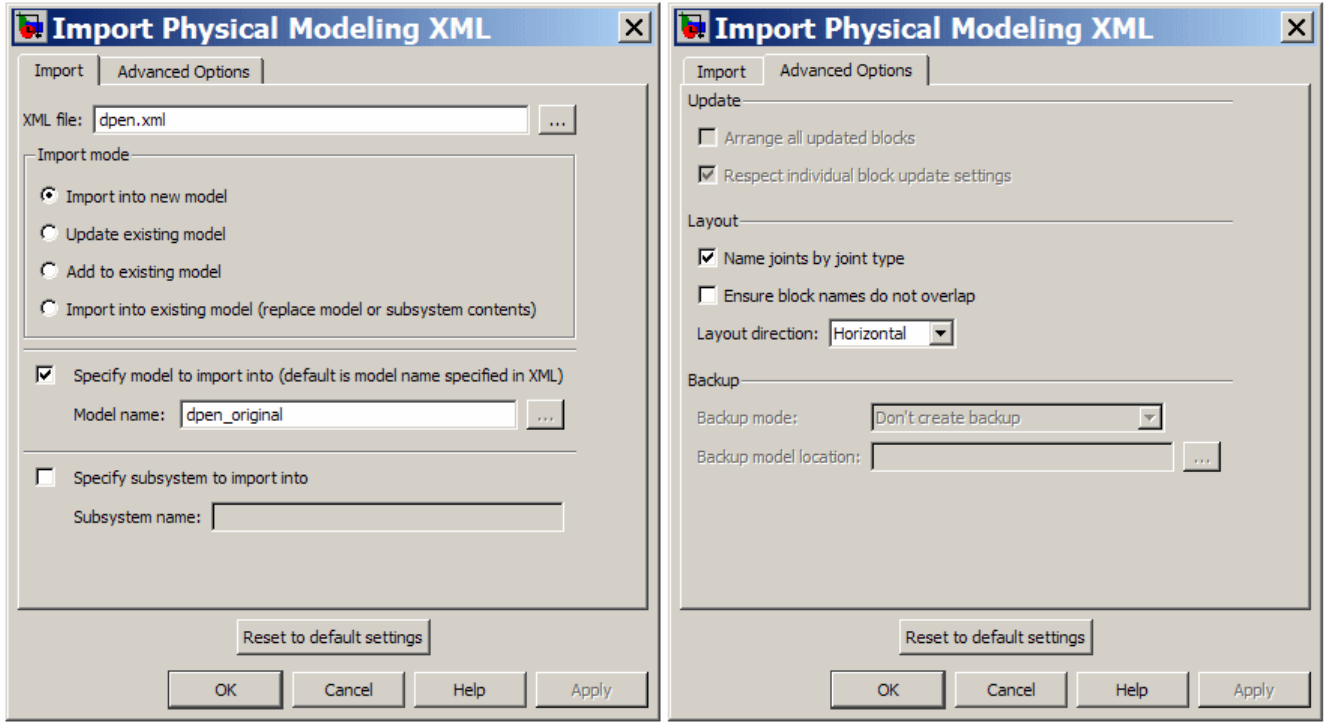 Import Physical Modeling XML
Import
Advanced Options
XML file: dpen.xml ...
Import mode
Import into new model
Update existing model
Add to existing model
Import into existing model (replace model or subsystem contents)
Specify model to import into (default is model name specified in XML)
Model name: dpen_original ...
Specify subsystem to import into
Subsystem name:
Reset to default settings
OK Cancel Help Apply
Import Physical Modeling XML
Import
Advanced Options
Update
Arrange all updated blocks
Respect individual block update settings
Layout
Name joints by joint type
Ensure block names do not overlap
Layout direction: Horizontal
Backup
Backup mode: Don't create backup
Backup model location: ...
Reset to default settings
OK Cancel Help Apply